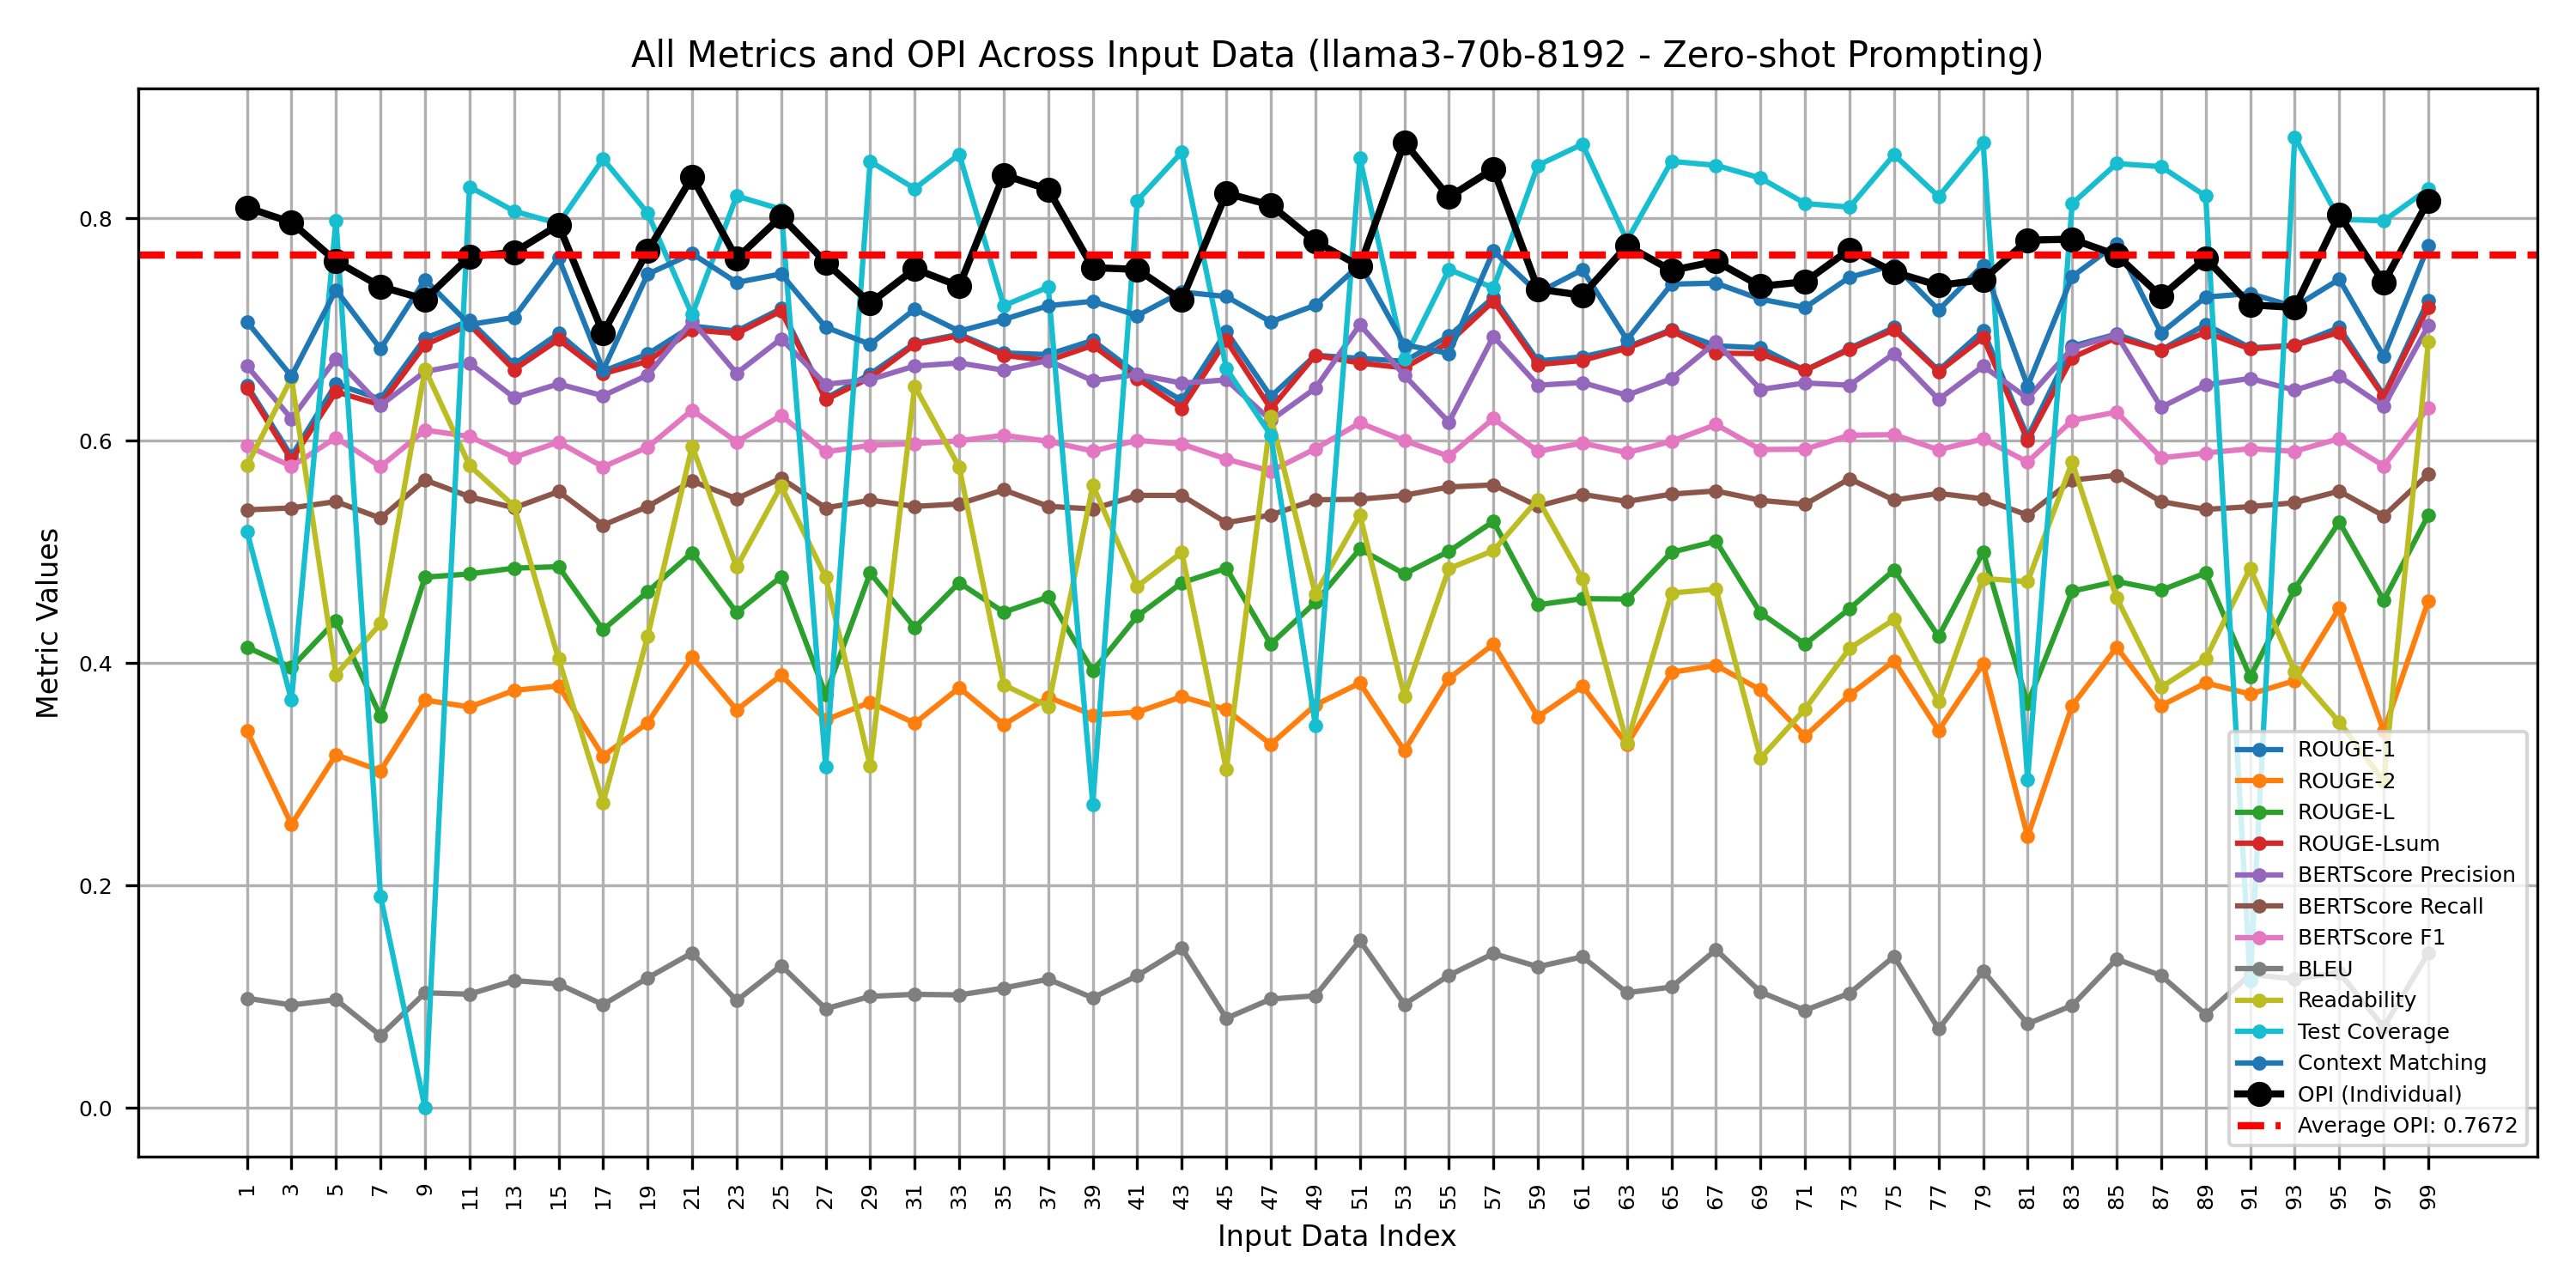 All Metrics and OPI Across Input Data (llama3-70b-8192 - Zero-shot Prompting)
Metric Values
0.8
0.6
0.4
0.2
0.0
ROUGE-1
ROUGE-2
ROUGE-L
ROUGE-Lsum
BERTScore Precision
BERTScore Recall
BERTScore F1
BLEU
Readability
Test Coverage
Context Matching
OPI (Individual)
Average OPI: 0.7672
1 3 5 7 9 11 13 15 17 19 21 23 25 27 29 31 33 35 37 39 41 43 45 47 49 51 53 55 57 59 61 63 65 67 69 71 73 75 77 79 81 83 85 87 89 91 93 95 97 99
Input Data Index